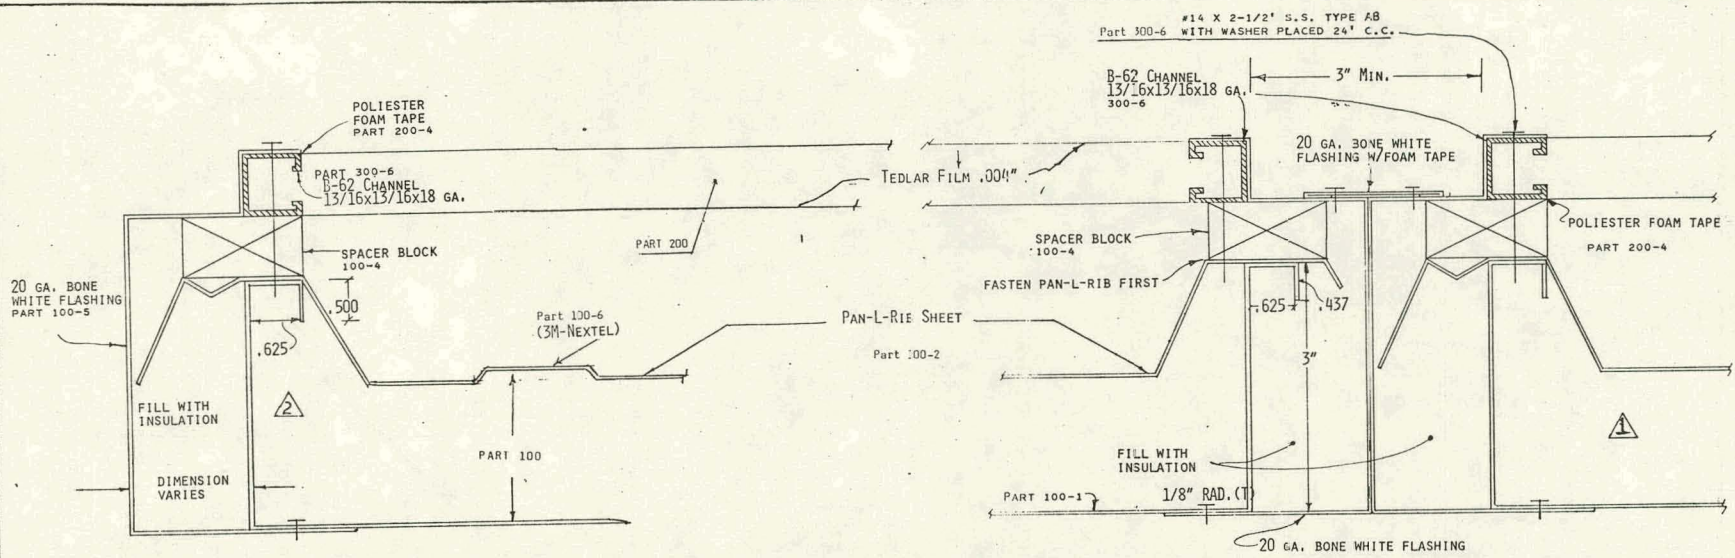 #14 X 2-1/2' S.S. TYPE AB
Part 300-6 WITH WASHER PLACED 24' C.C.
B-62 CHANNEL
13/16x13/16x18 GA.
300-6
3" MIN.
POLIESTER
FOAM TAPE
PART 200-4
PART 300-6
B-62 CHANNEL
13/16x13/16x18 GA.
TEDLAR FILM .004"
20 GA. BONE WHITE
FLASHING W/FOAM TAPE
PART 200
SPACER BLOCK
100-4
SPACER BLOCK
100-4
POLIESTER FOAM TAPE
PART 200-4
20 GA. BONE
WHITE FLASHING
PART 100-5
FASTEN PAN-L-RIB FIRST
.500
.625
.625
.437
Part 100-6
(3M-NEXTEL)
PAN-L-RIB SHEET
Part 100-2
3"
FILL WITH
INSULATION
2
1
PART 100
FILL WITH
INSULATION
DIMENSION
VARIES
PART 100-1
1/8" RAD.(T)
20 GA. BONE WHITE FLASHING